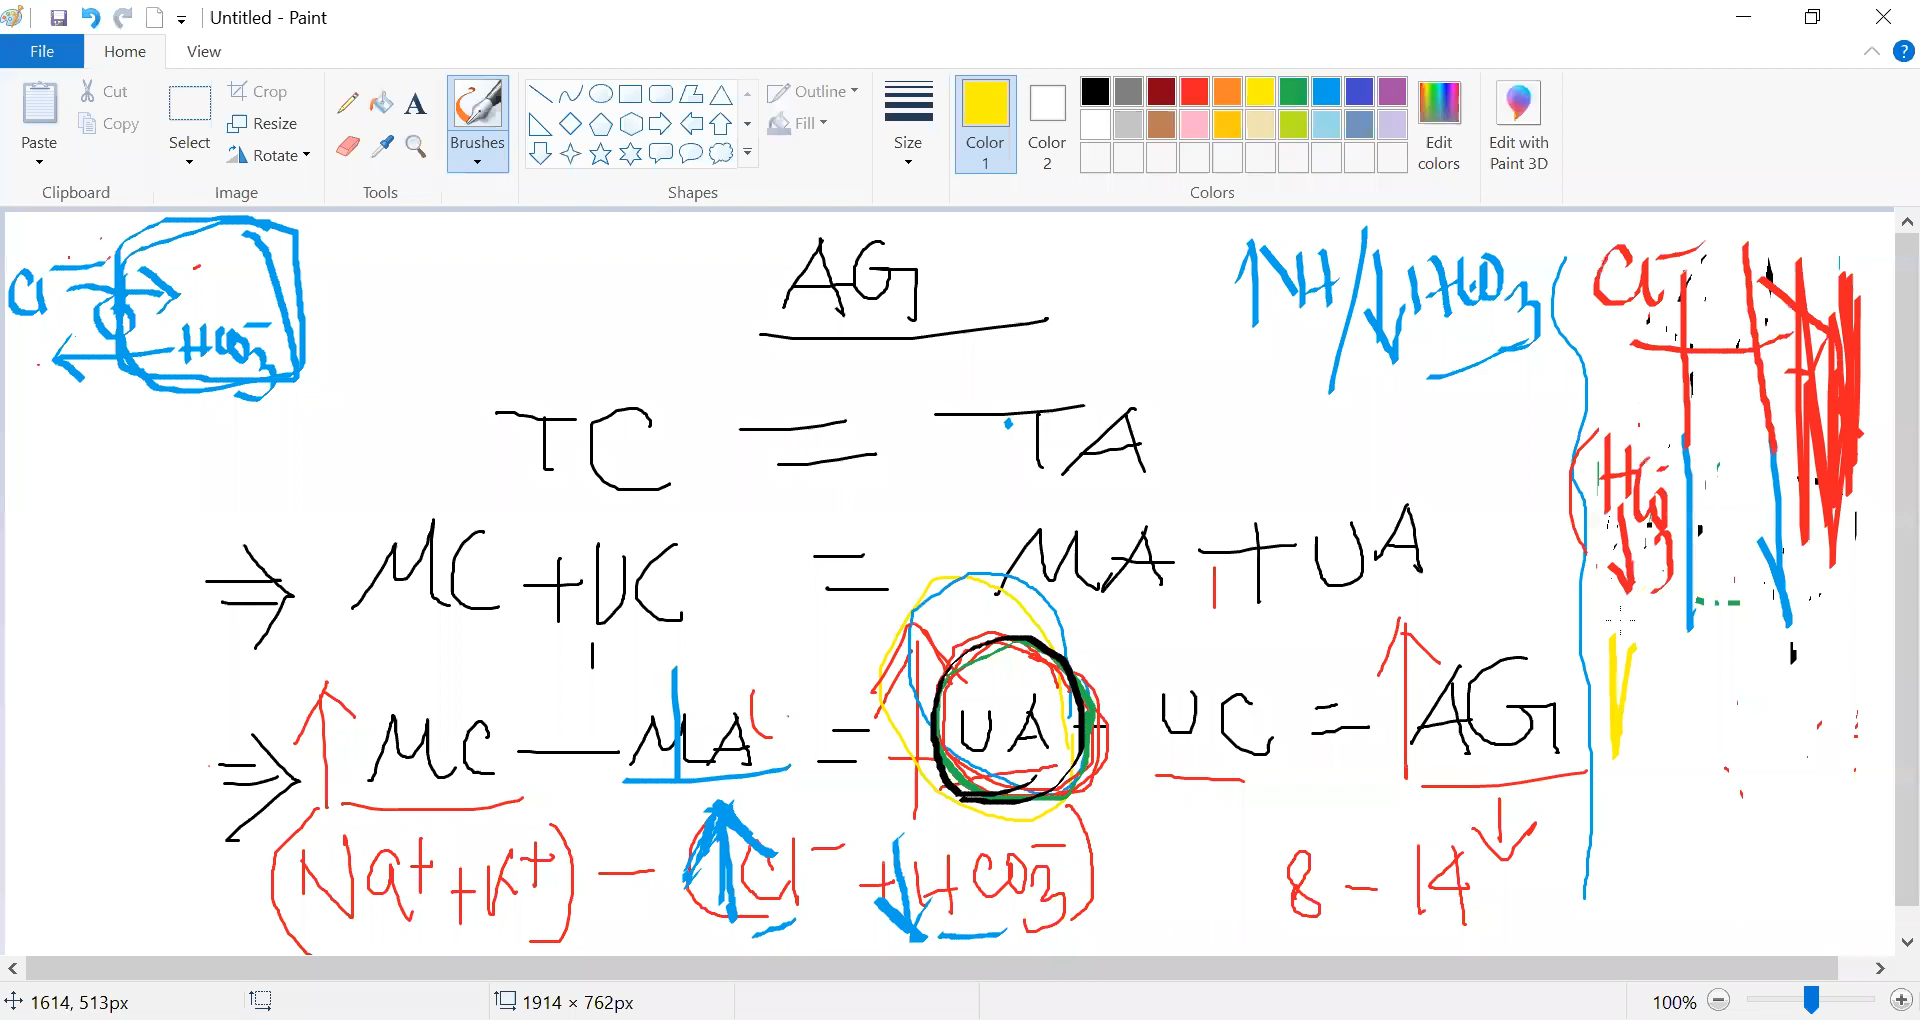 Untitled - Paint
File Home View
Paste Cut Copy Clipboard
Select Crop Resize Rotate Image
Tools
Brushes
Outline Fill Shapes
Size
Color 1 Color 2 Edit colors Colors
Edit with Paint 3D
AG
Cl HCO3-
Cl-
HCO3-
TC = TA
⇒ MC + UC = MA + UA
⇒ MC - MA = UA - UC = AG
(Na+ + K+) - (Cl- + HCO3-) 8 - 14
1614, 513px
1914 × 762px
100%